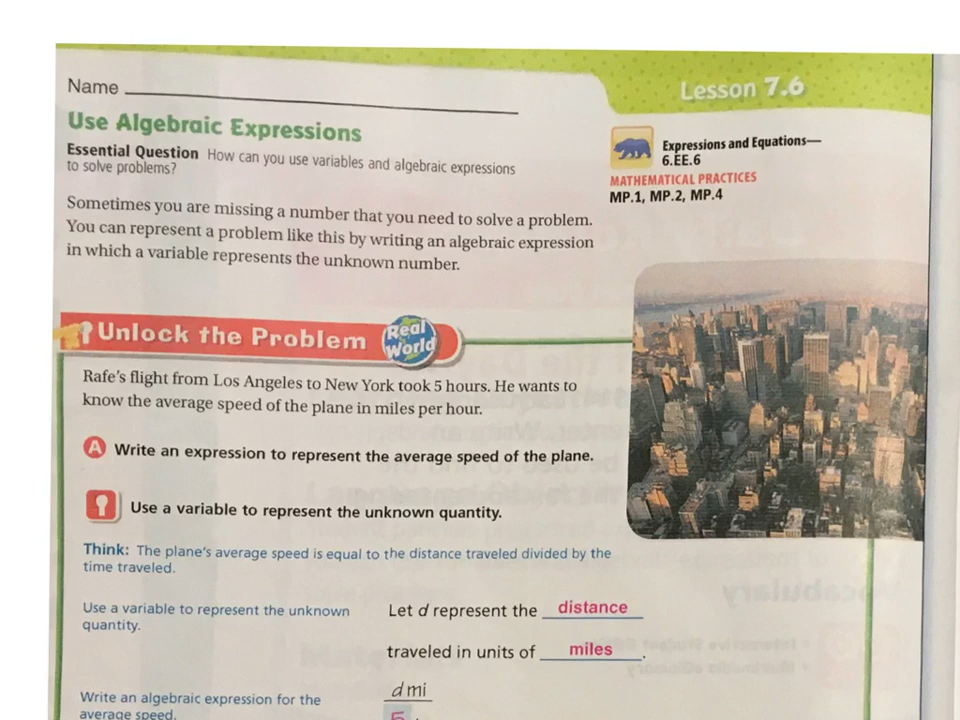 Name
Lesson 7.6
Use Algebraic Expressions
Essential Question How can you use variables and algebraic expressions
to solve problems?
Expressions and Equations—
6.EE.6
MATHEMATICAL PRACTICES
MP.1, MP.2, MP.4
Sometimes you are missing a number that you need to solve a problem.
You can represent a problem like this by writing an algebraic expression
in which a variable represents the unknown number.
Unlock the Problem
Real
World
Rafe's flight from Los Angeles to New York took 5 hours. He wants to
know the average speed of the plane in miles per hour.
A Write an expression to represent the average speed of the plane.
Use a variable to represent the unknown quantity.
Think: The plane's average speed is equal to the distance traveled divided by the
time traveled.
Use a variable to represent the unknown
quantity.
Let d represent the distance
traveled in units of miles.
Write an algebraic expression for the
average speed.
d mi
5